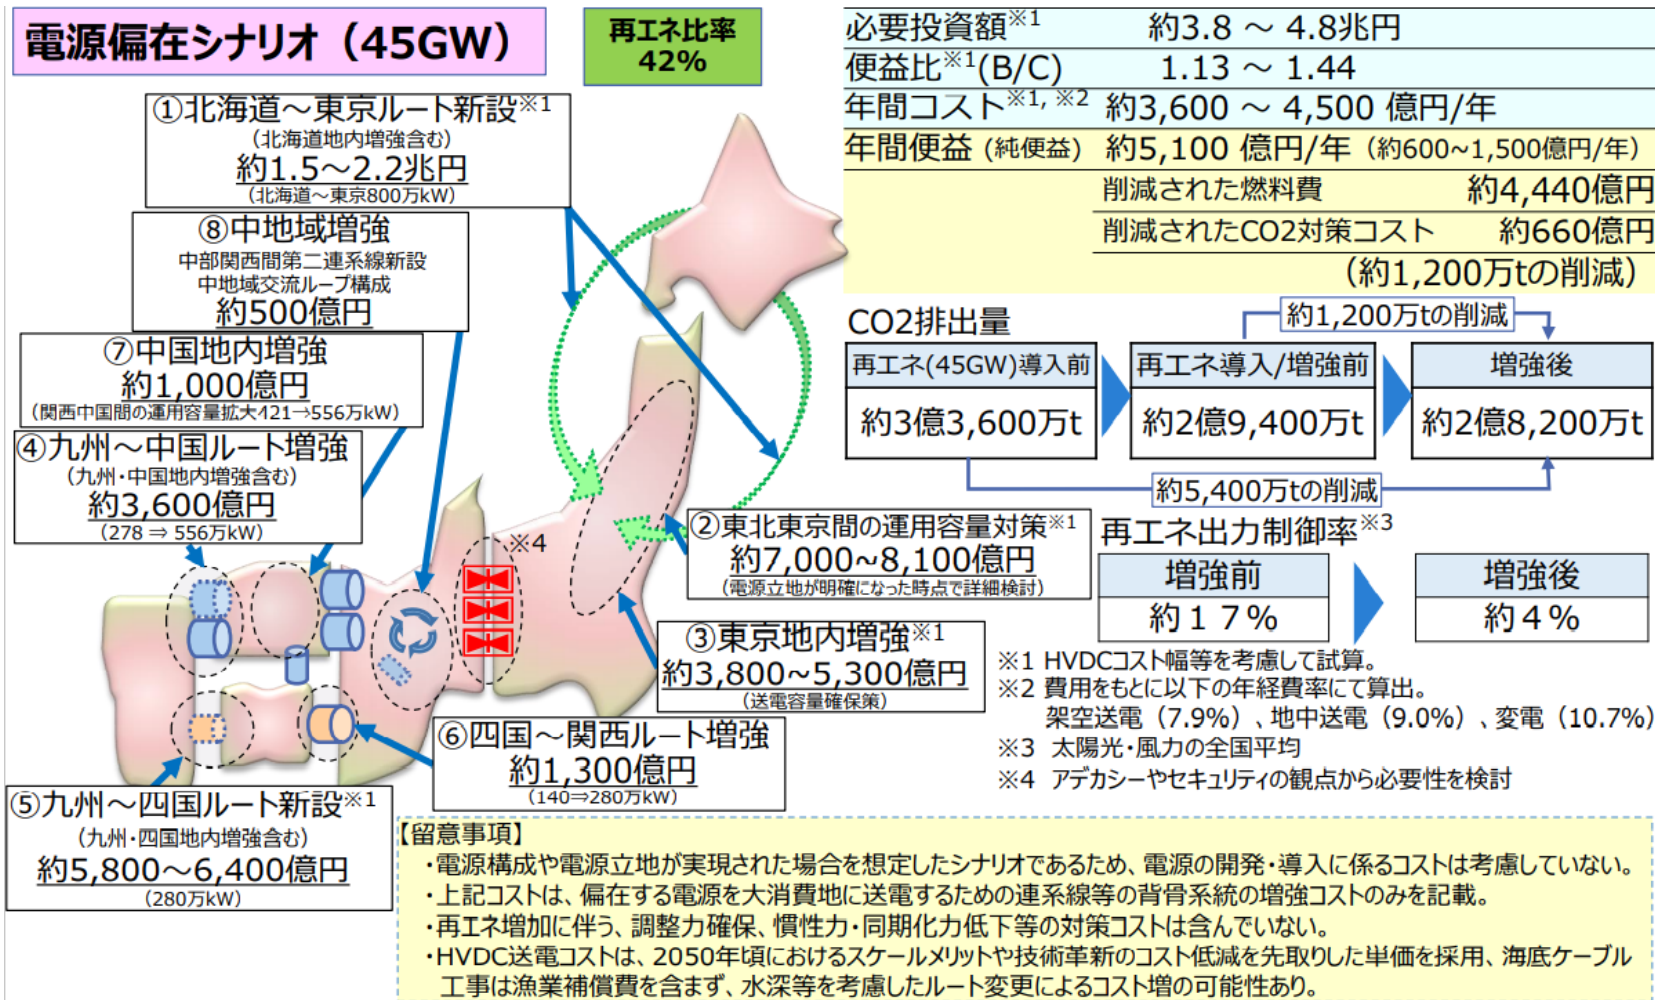 電源偏在シナリオ（45GW）
再エネ比率
42%
必要投資額※1 約3.8 ～ 4.8兆円
便益比※1(B/C) 1.13 ～ 1.44
年間コスト※1, ※2 約3,600 ～ 4,500 億円/年
年間便益 (純便益) 約5,100 億円/年（約600~1,500億円/年）
削減された燃料費 約4,440億円
削減されたCO2対策コスト 約660億円
（約1,200万tの削減）
①北海道～東京ルート新設※1
（北海道地内増強含む）
約1.5～2.2兆円
（北海道～東京800万kW）
⑧中地域増強
中部関西間第二連系線新設
中地域交流ループ構成
約500億円
⑦中国地内増強
約1,000億円
（関西中国間の運用容量拡大421→556万kW）
④九州～中国ルート増強
（九州・中国地内増強含む）
約3,600億円
（278 ⇒ 556万kW）
※4
②東北東京間の運用容量対策※1
約7,000~8,100億円
（電源立地が明確になった時点で詳細検討）
③東京地内増強※1
約3,800~5,300億円
（送電容量確保策）
⑥四国～関西ルート増強
約1,300億円
（140⇒280万kW）
⑤九州～四国ルート新設※1
（九州・四国地内増強含む）
約5,800～6,400億円
（280万kW）
CO2排出量
約1,200万tの削減
再エネ(45GW)導入前
再エネ導入/増強前
増強後
約3億3,600万t
約2億9,400万t
約2億8,200万t
約5,400万tの削減
再エネ出力制御率※3
増強前
増強後
約１７%
約４%
※1 HVDCコスト幅等を考慮して試算。
※2 費用をもとに以下の年経費率にて算出。
架空送電（7.9%）、地中送電（9.0%）、変電（10.7%）
※3 太陽光・風力の全国平均
※4 アデカシーやセキュリティの観点から必要性を検討
【留意事項】
・電源構成や電源立地が実現された場合を想定したシナリオであるため、電源の開発・導入に係るコストは考慮していない。
・上記コストは、偏在する電源を大消費地に送電するための連系線等の背骨系統の増強コストのみを記載。
・再エネ増加に伴う、調整力確保、慣性力・同期化力低下等の対策コストは含んでいない。
・HVDC送電コストは、2050年頃におけるスケールメリットや技術革新のコスト低減を先取りした単価を採用、海底ケーブル
工事は漁業補償費を含まず、水深等を考慮したルート変更によるコスト増の可能性あり。